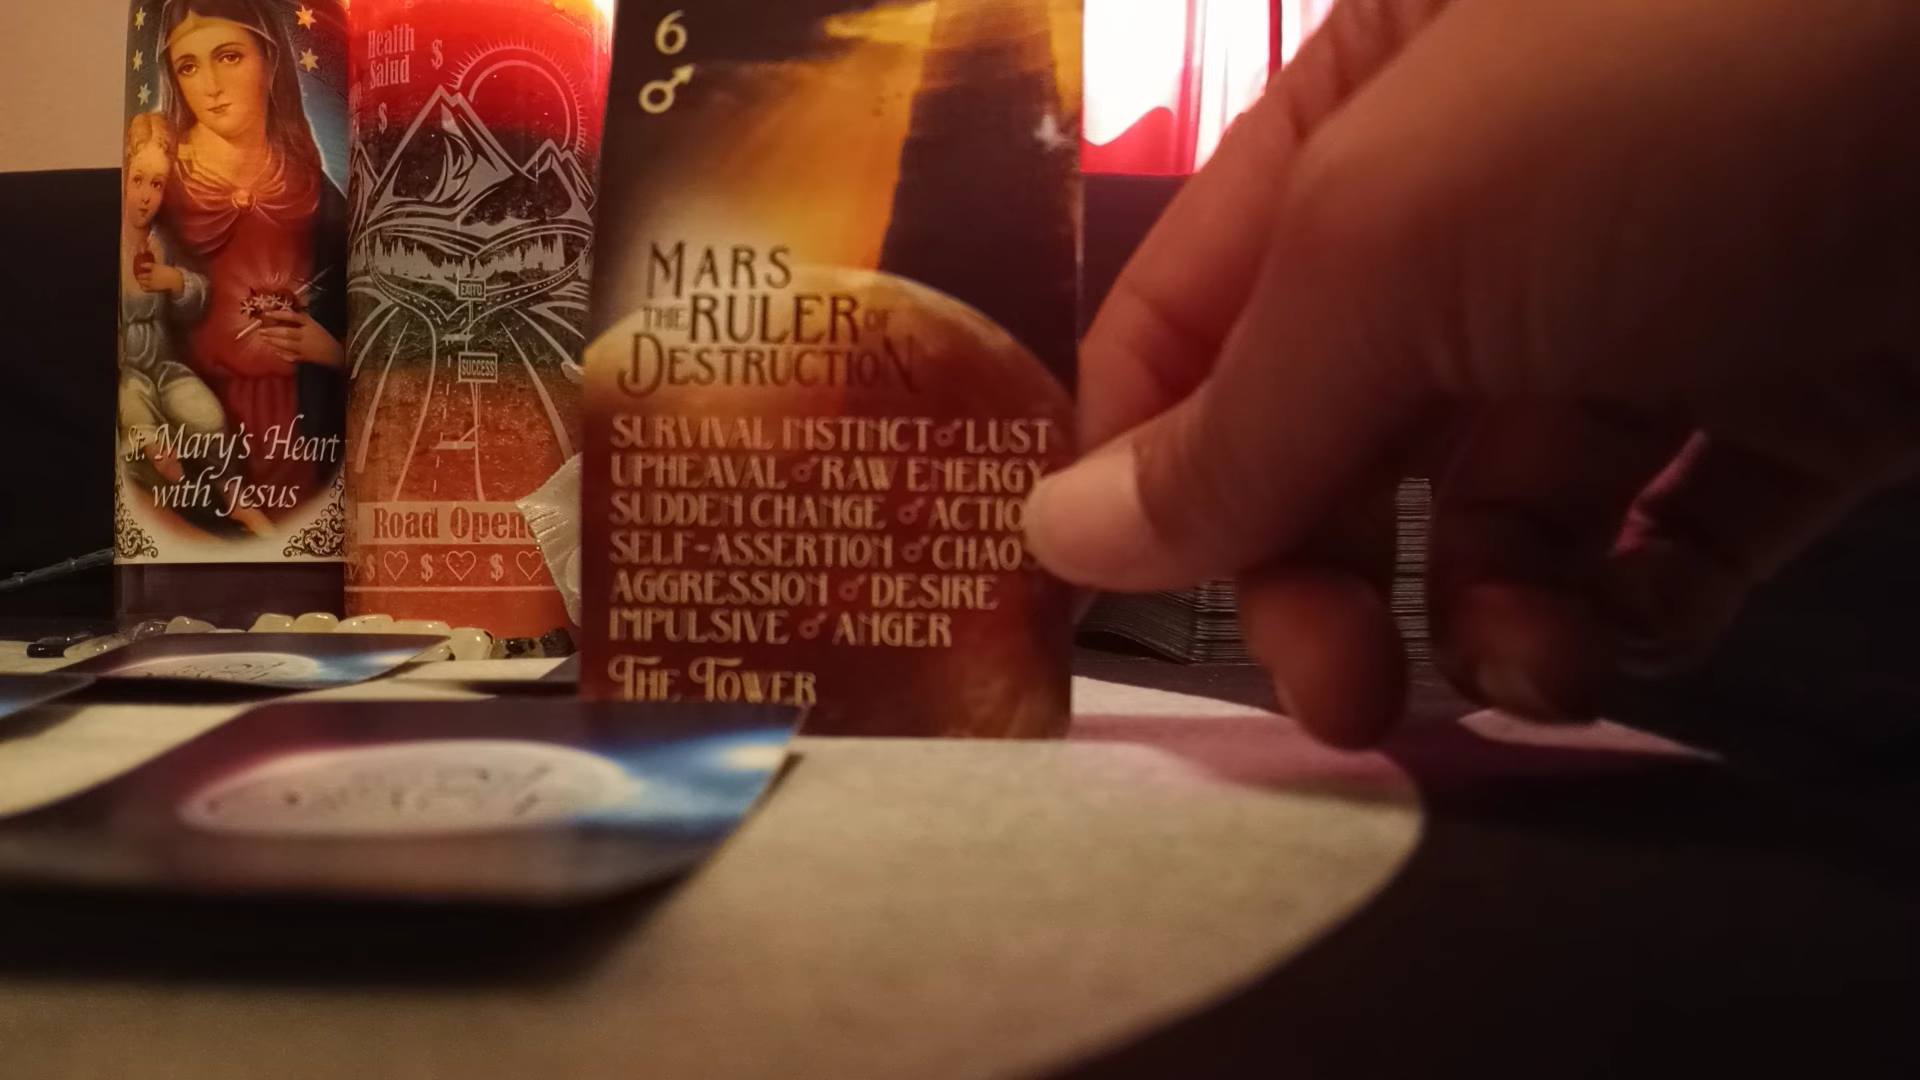 St. Mary's Heart
with Jesus
Health
Salud
$
$
EXITO
SUCCESS
Road Open
$ $ $
6
♂
MARS
THE RULER OF
DESTRUCTION
SURVIVAL INSTINCT ♂ LUST
UPHEAVAL ♂ RAW ENERGY
SUDDEN CHANGE ♂ ACTIO
SELF-ASSERTION ♂ CHAOS
AGGRESSION ♂ DESIRE
IMPULSIVE ♂ ANGER
THE TOWER